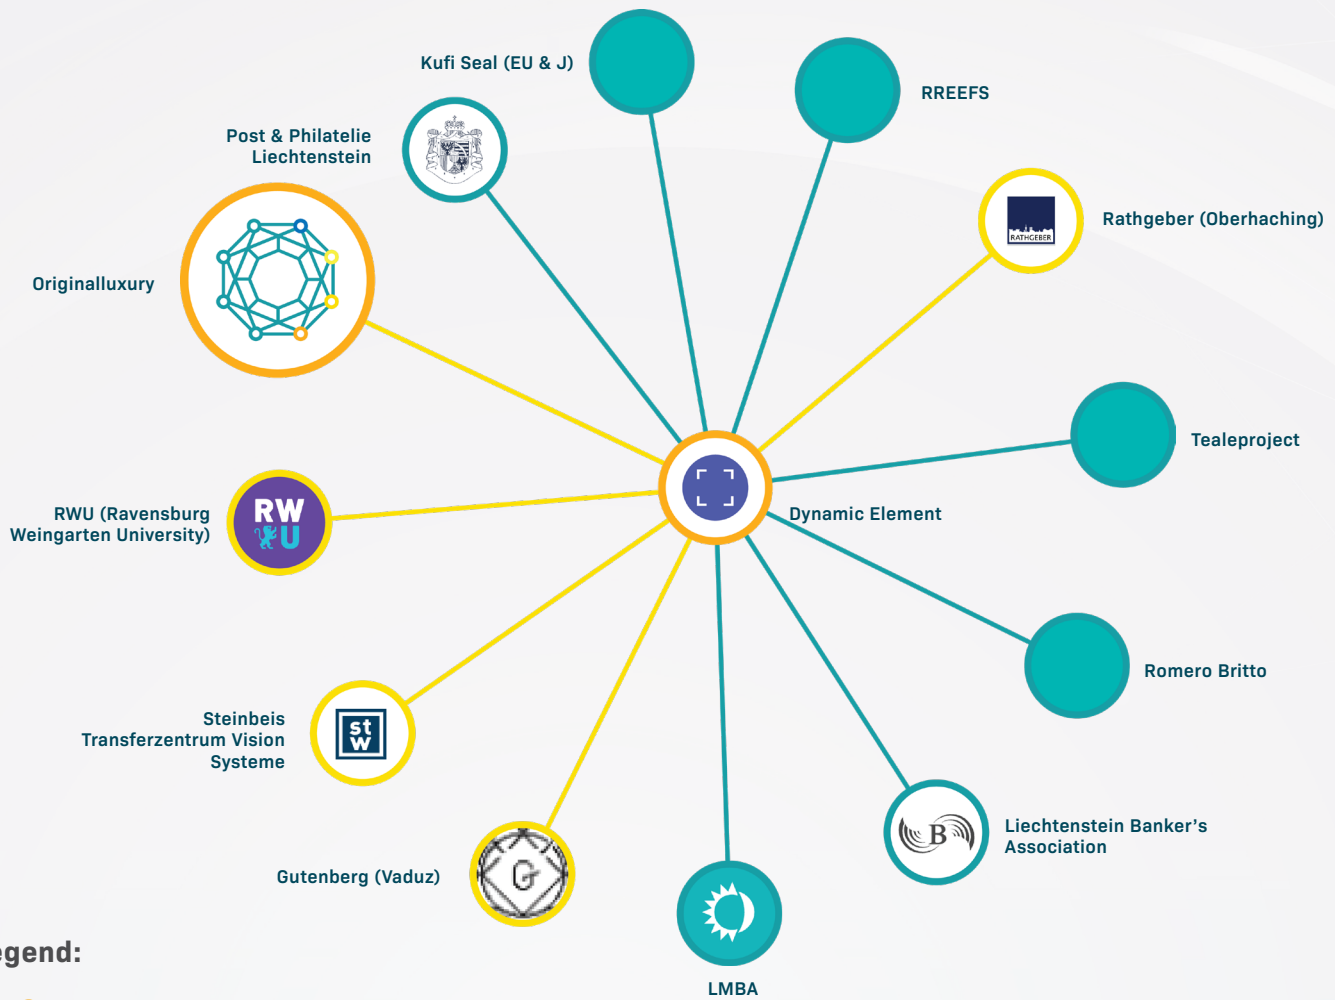 Kufi Seal (EU & J)
RREEFS
Post & Philatelie
Liechtenstein
Rathgeber (Oberhaching)
RATHGEBER
Originalluxury
Tealeproject
RWU (Ravensburg
Weingarten University)
RW
U
Dynamic Element
Romero Britto
Steinbeis
Transferzentrum Vision
Systeme
st
w
Liechtenstein Banker’s
Association
B
Gutenberg (Vaduz)
G
egend:
LMBA